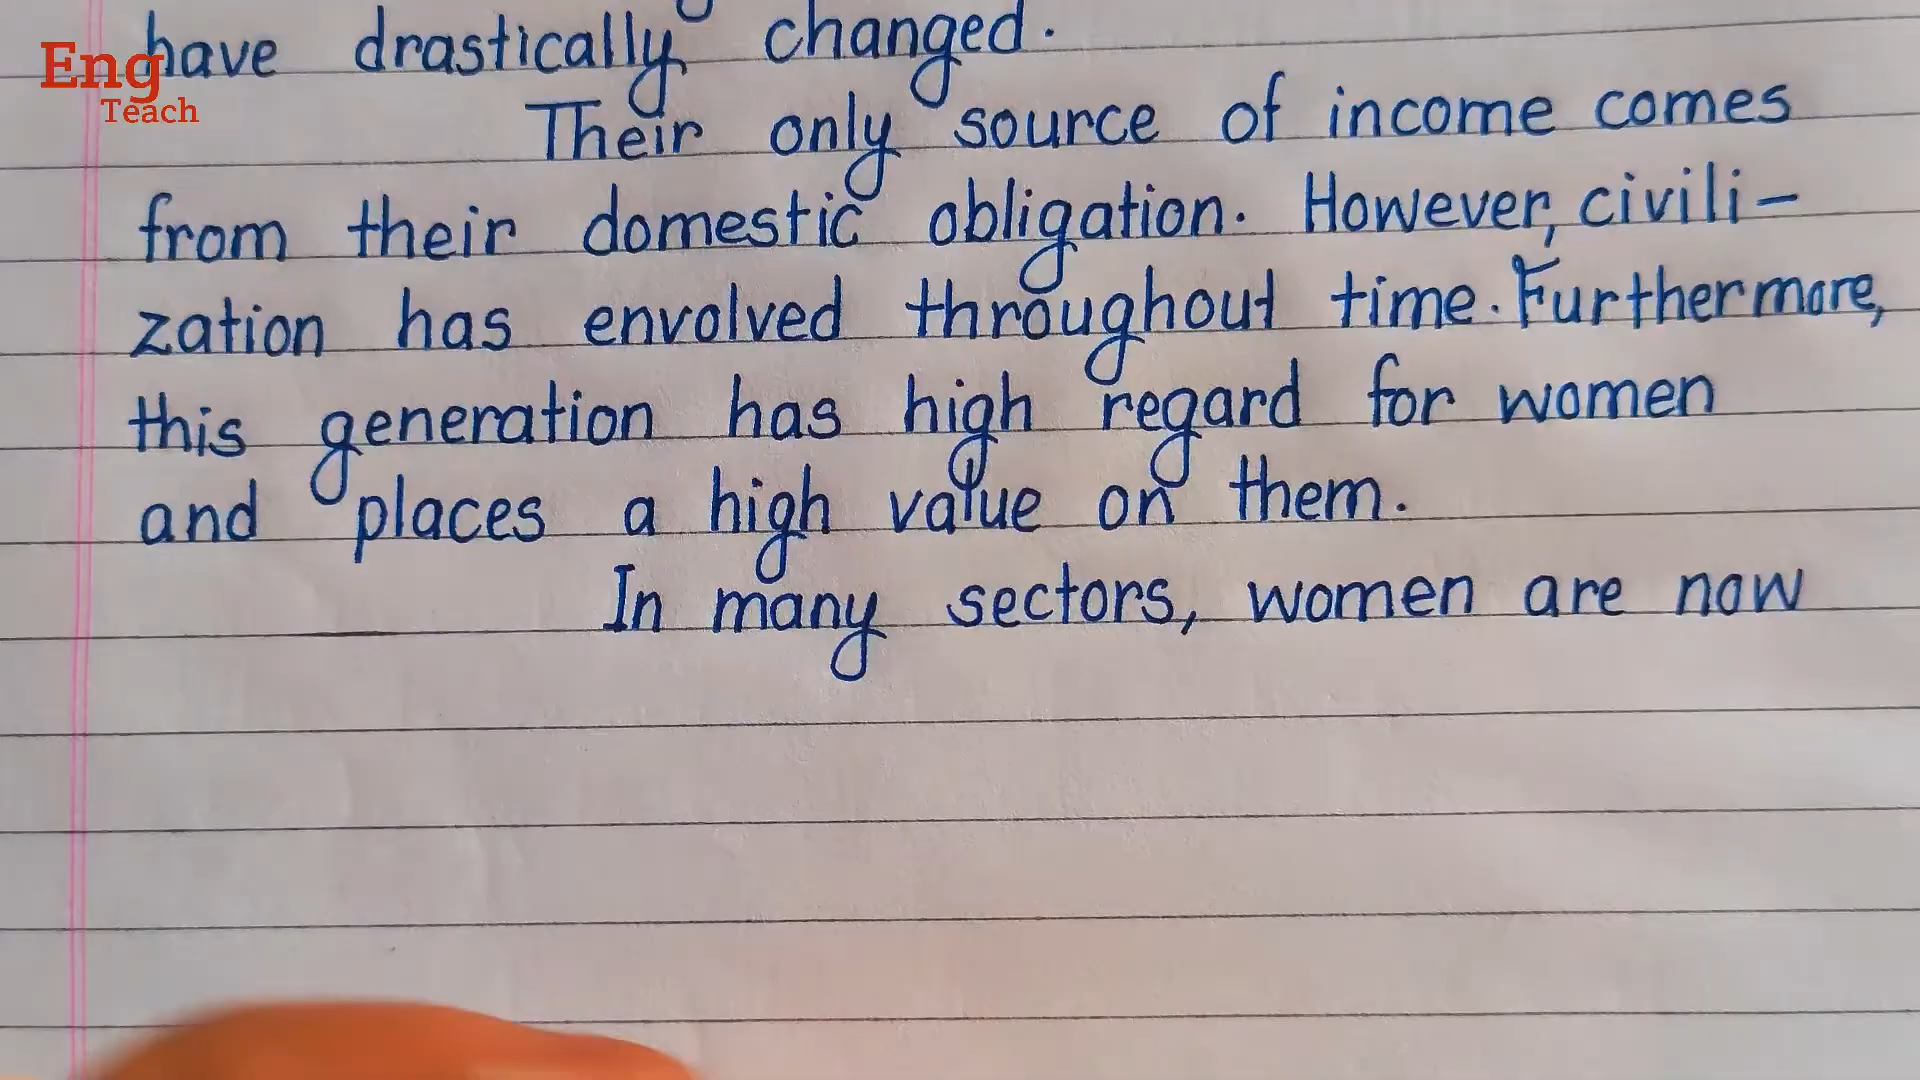 have drastically changed.
Eng
Teach
Their only source of income comes
from their domestic obligation. However, civili-
zation has envolved throughout time. Furthermore,
this generation has high regard for women
and places a high value on them.
In many sectors, women are now